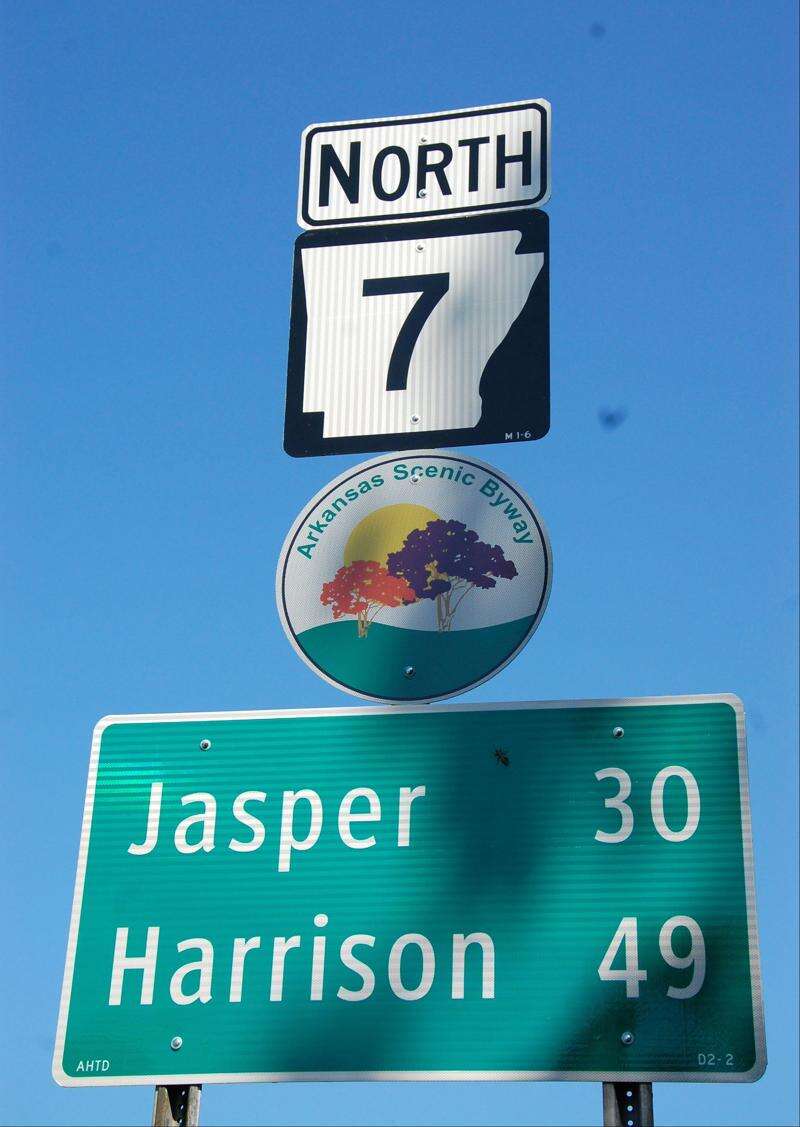 NORTH
7
M1-6
Arkansas Scenic Byway
Jasper 30
Harrison 49
AHTD D2-2